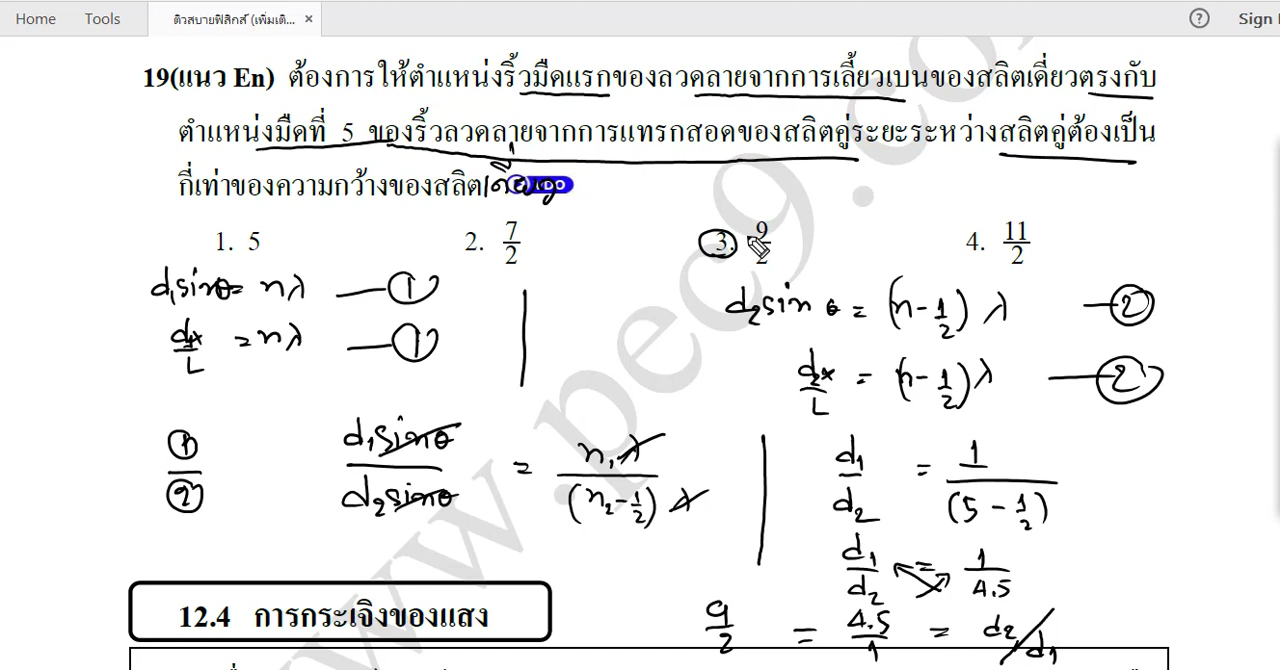 Home Tools ติวสบายฟิสิกส์ (เพิ่มเติ... × ? Sign
19(แนว En) ต้องการให้ตำแหน่งริ้วมืดแรกของลวดลายจากการเลี้ยวเบนของสลิตเดี่ยวตรงกับ
ตำแหน่งมืดที่ 5 ของริ้วลวดลายจากการแทรกสอดของสลิตคู่ระยะระหว่างสลิตคู่ต้องเป็น
กี่เท่าของความกว้างของสลิตเดี่ยว
1. 5 2. 7/2 3. 9/2 4. 11/2
d₁sinθ = nλ — ①
d₂sin θ = (n - 1/2) λ — ②
d₁x/L = nλ — ①
d₂x/L = (n - 1/2)λ — ②
①/② d₁sinθ/d₂sinθ = n₁λ/(n₂ - 1/2)λ
d₁/d₂ = 1/(5 - 1/2)
d₁/d₂ = 1/4.5
9/2 = 4.5/1 = d₂/d₁
12.4 การกระเจิงของแสง
www.pec9.co